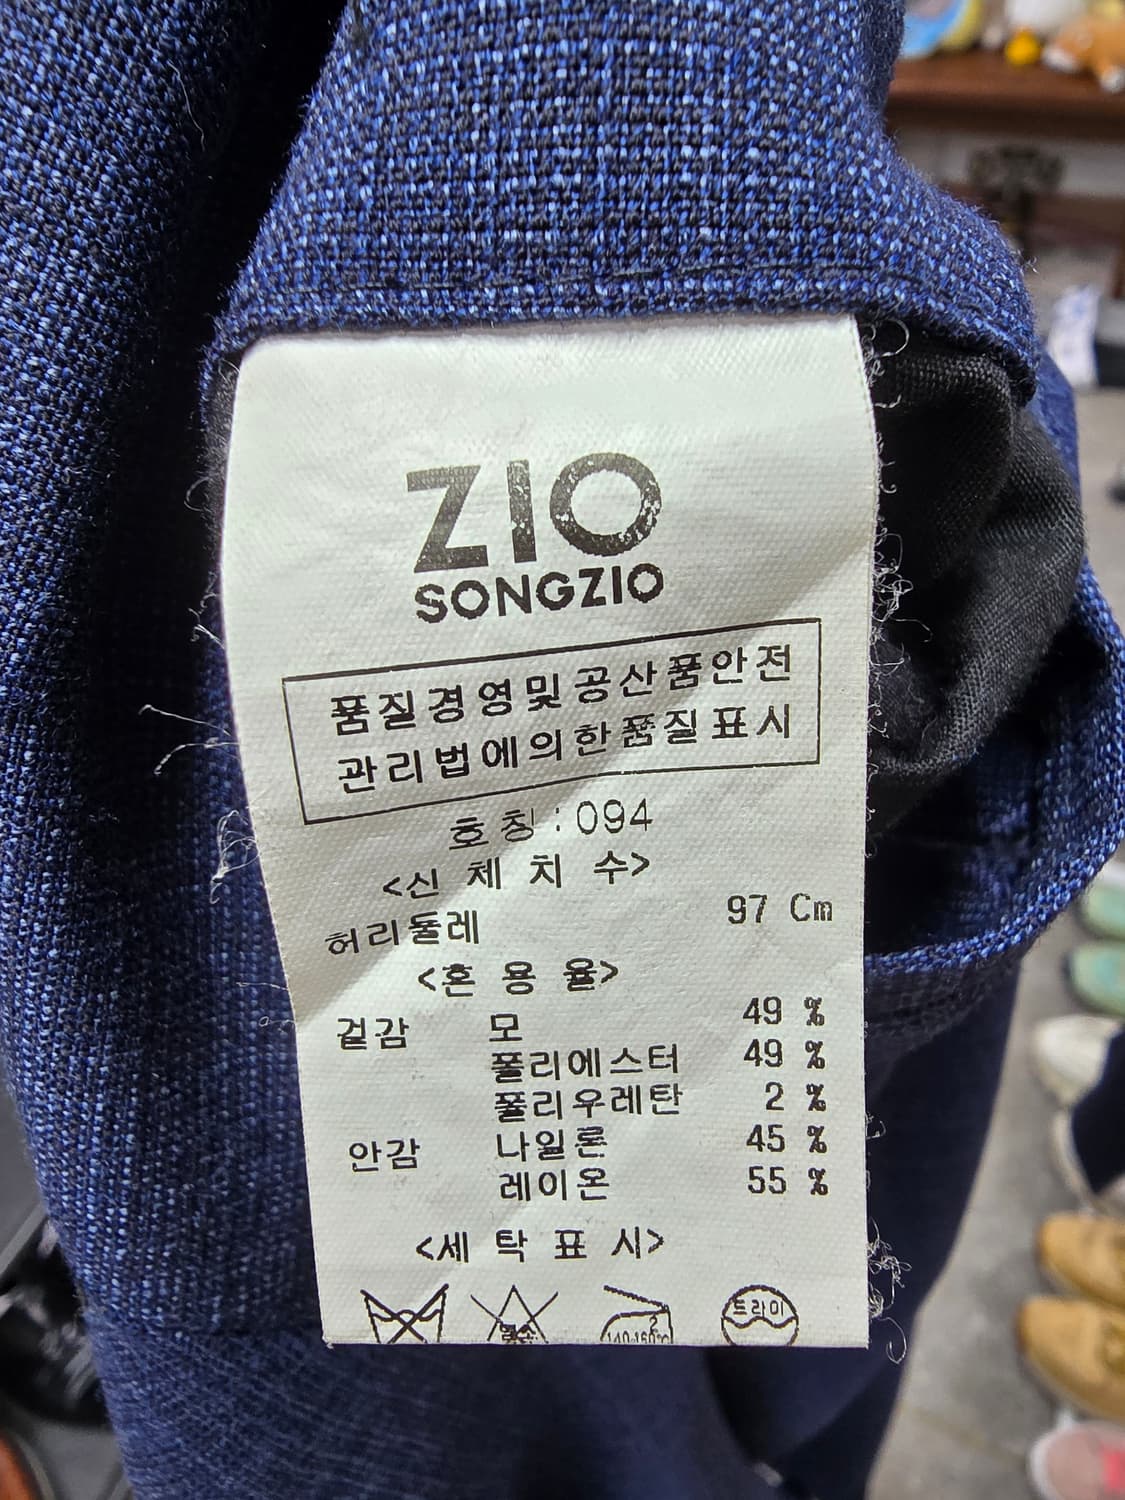 ZIO
SONGZIO
품질경영및공산품안전
관리법에의한품질표시
호칭:094
<신 체 치 수>
허리둘레 97 Cm
<혼 용 율>
겉감 모 49 %
폴리에스터 49 %
폴리우레탄 2 %
안감 나일론 45 %
레이온 55 %
<세 탁 표 시>
염소 2 140~160℃ 드라이